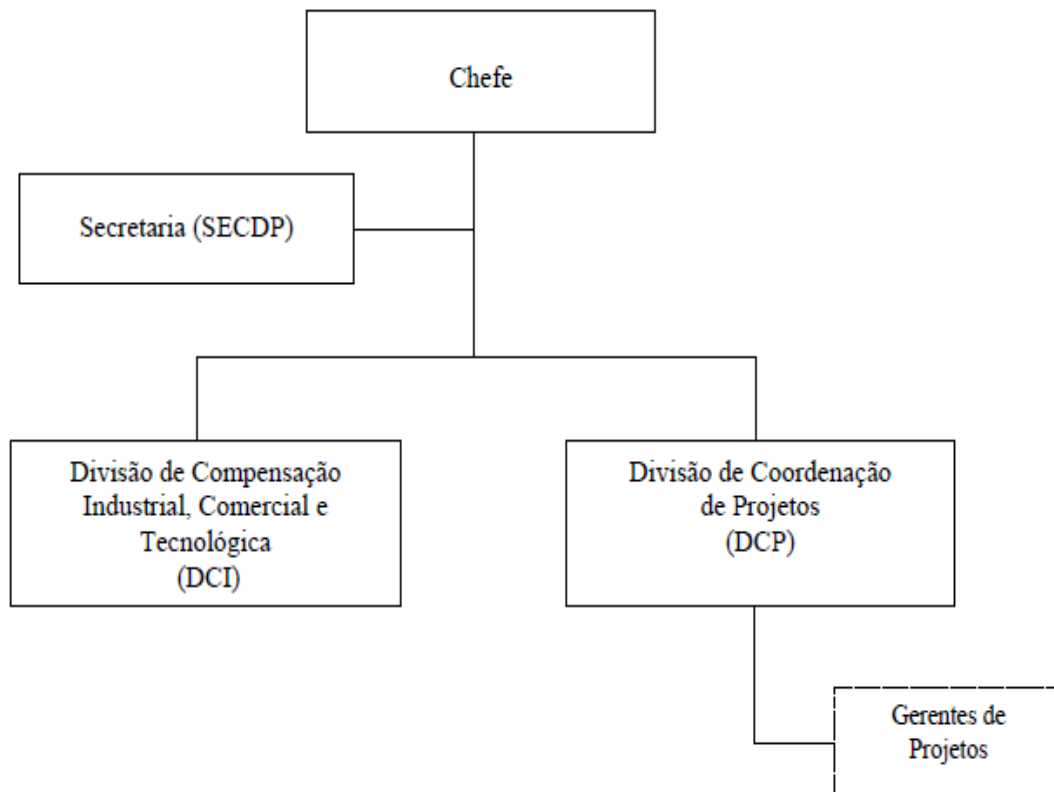 Chefe
Secretaria (SECDP)
Divisão de Compensação
Industrial, Comercial e
Tecnológica
(DCI)
Divisão de Coordenação
de Projetos
(DCP)
Gerentes de
Projetos